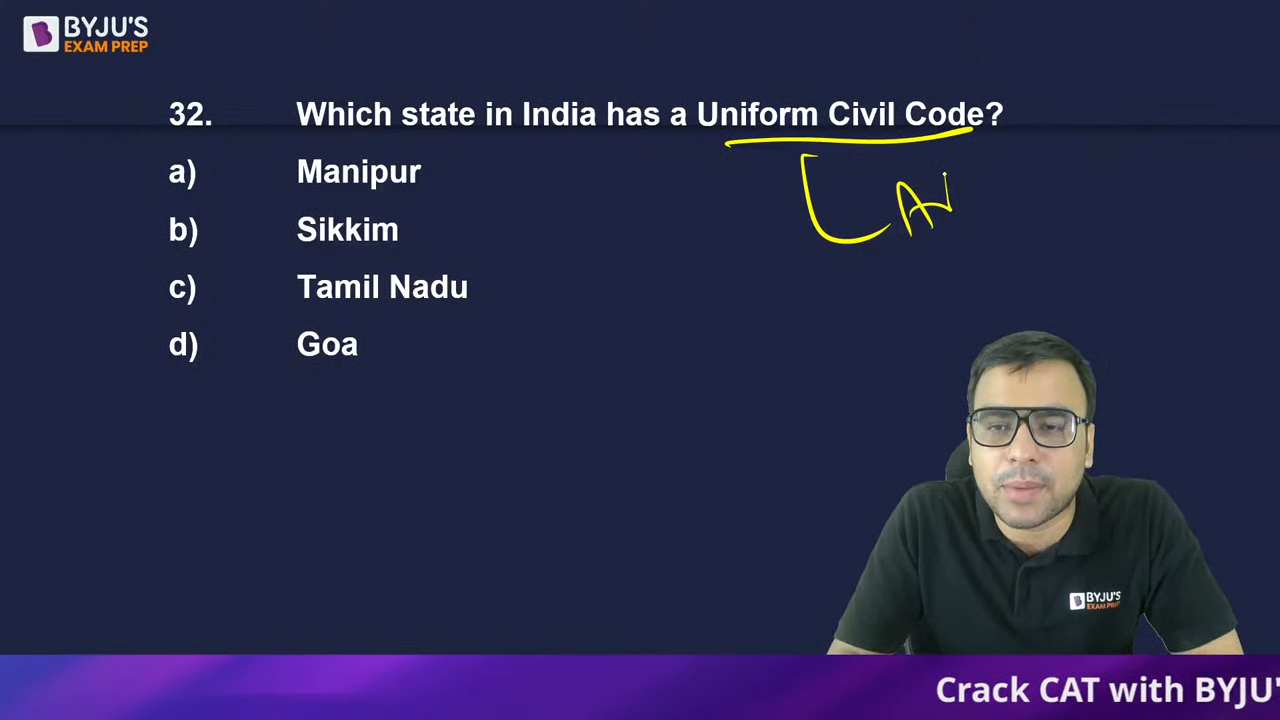 BYJU'S
EXAM PREP
32. Which state in India has a Uniform Civil Code?
a) Manipur
b) Sikkim
c) Tamil Nadu
d) Goa
BYJU'S
EXAM PREP
Crack CAT with BYJU'